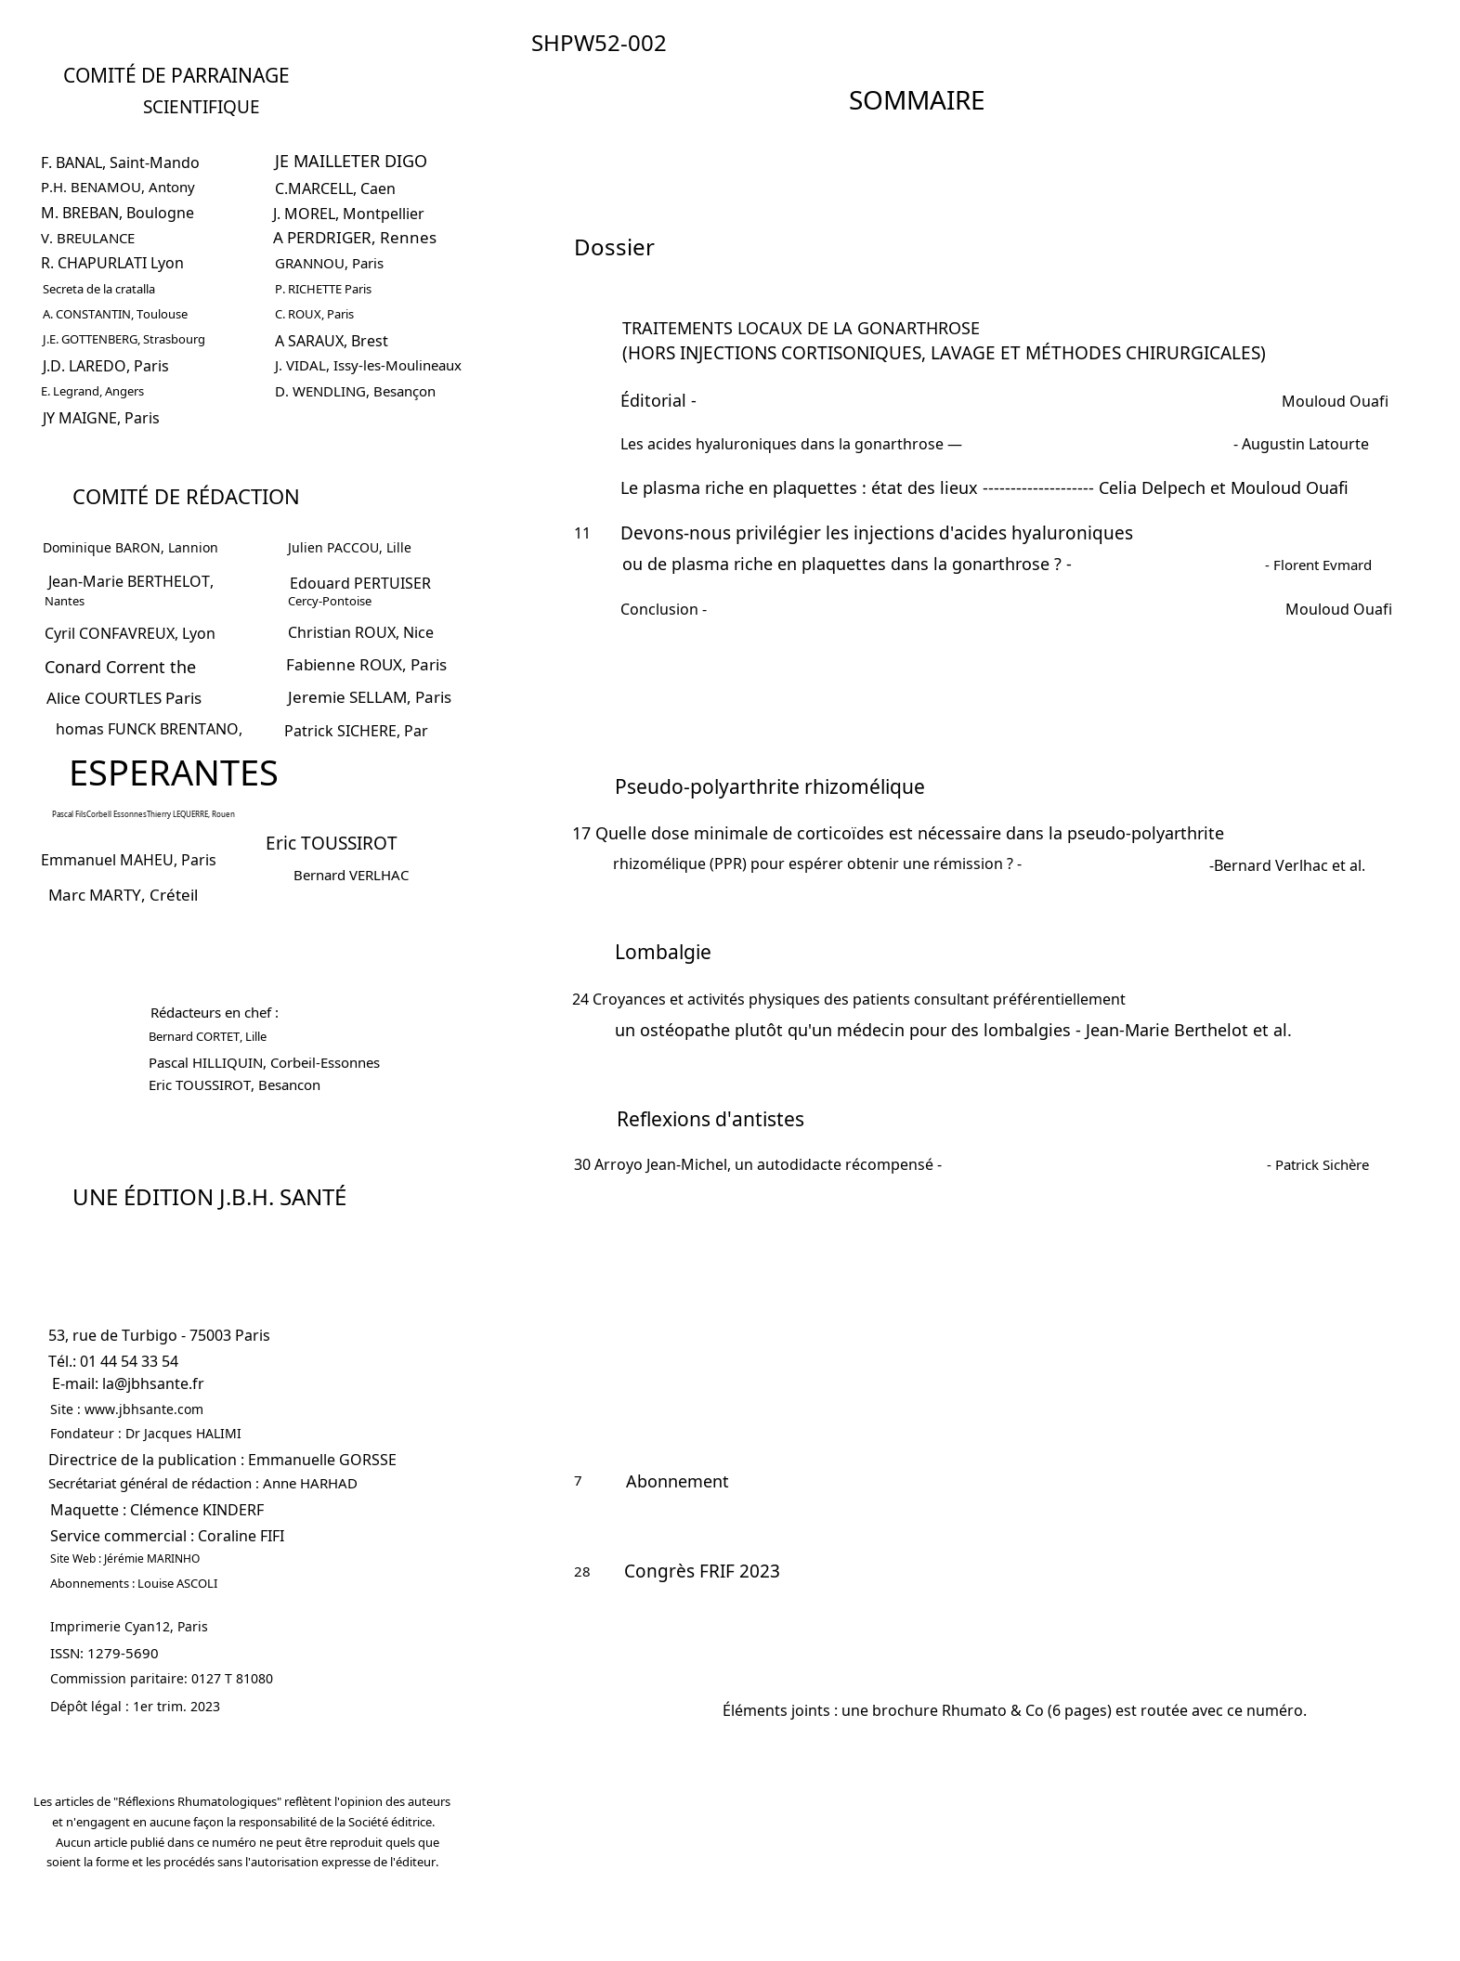 SHPW52-002
COMITÉ DE PARRAINAGE
SCIENTIFIQUE
F. BANAL, Saint-Mando
P.H. BENAMOU, Antony
M. BREBAN, Boulogne
V. BREULANCE
R. CHAPURLATI Lyon
Secreta de la cratalla
A. CONSTANTIN, Toulouse
J.E. GOTTENBERG, Strasbourg
J.D. LAREDO, Paris
E. Legrand, Angers
JY MAIGNE, Paris
JE MAILLETER DIGO
C.MARCELL, Caen
J. MOREL, Montpellier
A PERDRIGER, Rennes
GRANNOU, Paris
P. RICHETTE Paris
C. ROUX, Paris
A SARAUX, Brest
J. VIDAL, Issy-les-Moulineaux
D. WENDLING, Besançon
COMITÉ DE RÉDACTION
Dominique BARON, Lannion
Jean-Marie BERTHELOT,
Nantes
Cyril CONFAVREUX, Lyon
Conard Corrent the
Alice COURTLES Paris
homas FUNCK BRENTANO,
ESPERANTES
Pascal FilsCorbell EssonnesThierry LEQUERRE, Rouen
Emmanuel MAHEU, Paris
Marc MARTY, Créteil
Julien PACCOU, Lille
Edouard PERTUISER
Cercy-Pontoise
Christian ROUX, Nice
Fabienne ROUX, Paris
Jeremie SELLAM, Paris
Patrick SICHERE, Par
Eric TOUSSIROT
Bernard VERLHAC
Rédacteurs en chef :
Bernard CORTET, Lille
Pascal HILLIQUIN, Corbeil-Essonnes
Eric TOUSSIROT, Besancon
UNE ÉDITION J.B.H. SANTÉ
53, rue de Turbigo - 75003 Paris
Tél.: 01 44 54 33 54
E-mail: la@jbhsante.fr
Site : www.jbhsante.com
Fondateur : Dr Jacques HALIMI
Directrice de la publication : Emmanuelle GORSSE
Secrétariat général de rédaction : Anne HARHAD
Maquette : Clémence KINDERF
Service commercial : Coraline FIFI
Site Web : Jérémie MARINHO
Abonnements : Louise ASCOLI
Imprimerie Cyan12, Paris
ISSN: 1279-5690
Commission paritaire: 0127 T 81080
Dépôt légal : 1er trim. 2023
Les articles de "Réflexions Rhumatologiques" reflètent l'opinion des auteurs
et n'engagent en aucune façon la responsabilité de la Société éditrice.
Aucun article publié dans ce numéro ne peut être reproduit quels que
soient la forme et les procédés sans l'autorisation expresse de l'éditeur.
SOMMAIRE
Dossier
TRAITEMENTS LOCAUX DE LA GONARTHROSE
(HORS INJECTIONS CORTISONIQUES, LAVAGE ET MÉTHODES CHIRURGICALES)
Éditorial - Mouloud Ouafi
Les acides hyaluroniques dans la gonarthrose — - Augustin Latourte
Le plasma riche en plaquettes : état des lieux -------------------- Celia Delpech et Mouloud Ouafi
11 Devons-nous privilégier les injections d'acides hyaluroniques
ou de plasma riche en plaquettes dans la gonarthrose ? - - Florent Evmard
Conclusion - Mouloud Ouafi
Pseudo-polyarthrite rhizomélique
17 Quelle dose minimale de corticoïdes est nécessaire dans la pseudo-polyarthrite
rhizomélique (PPR) pour espérer obtenir une rémission ? - -Bernard Verlhac et al.
Lombalgie
24 Croyances et activités physiques des patients consultant préférentiellement
un ostéopathe plutôt qu'un médecin pour des lombalgies - Jean-Marie Berthelot et al.
Reflexions d'antistes
30 Arroyo Jean-Michel, un autodidacte récompensé - - Patrick Sichère
7 Abonnement
28 Congrès FRIF 2023
Éléments joints : une brochure Rhumato & Co (6 pages) est routée avec ce numéro.